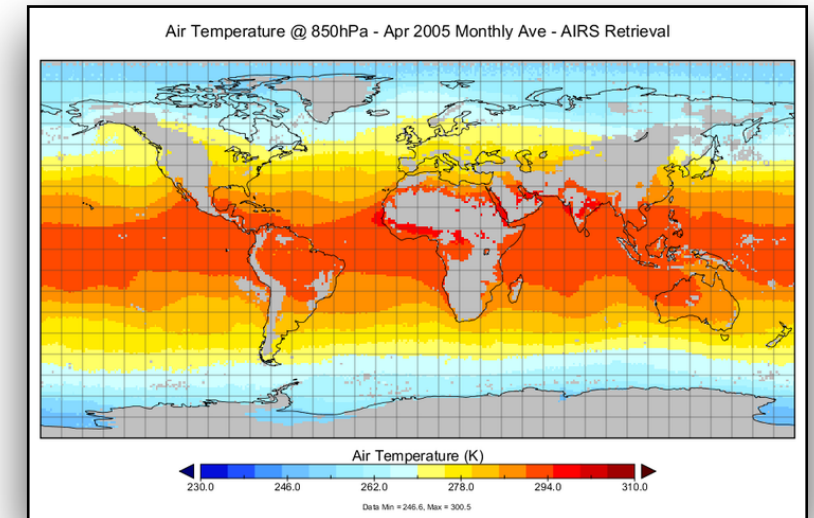 Air Temperature @ 850hPa - Apr 2005 Monthly Ave - AIRS Retrieval
Air Temperature (K)
230.0 246.0 262.0 278.0 294.0 310.0
Data Min = 246.6, Max = 300.5